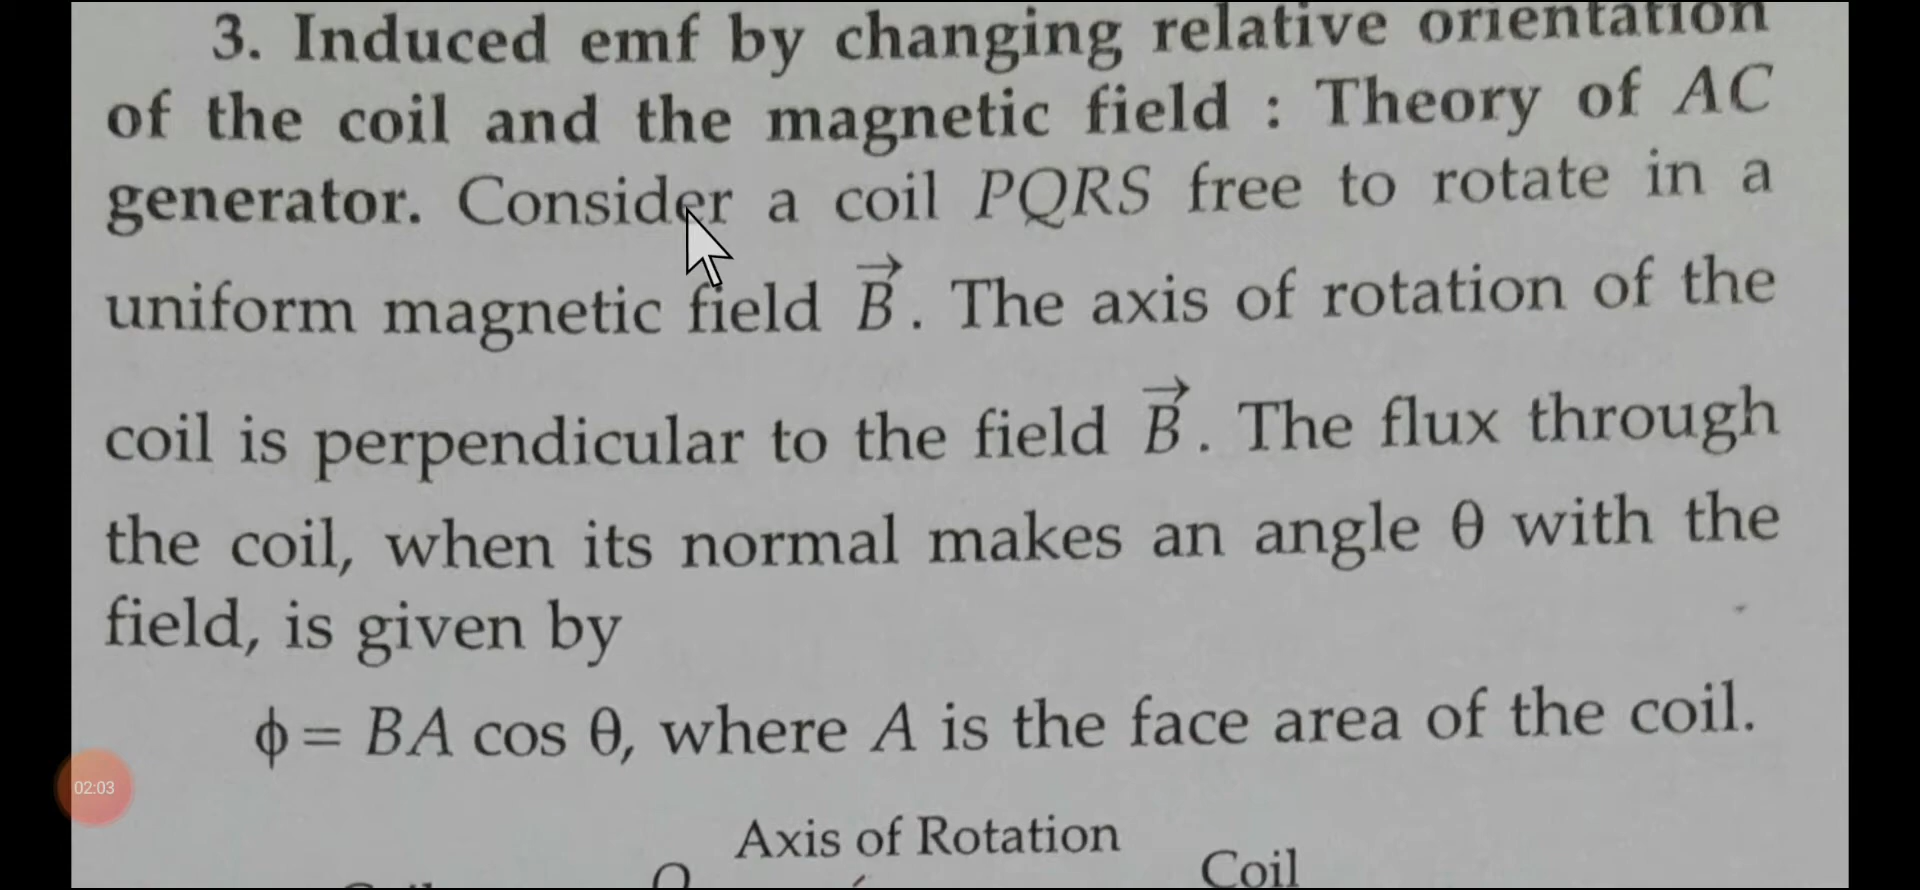 3. Induced emf by changing relative orientation
of the coil and the magnetic field : Theory of AC
generator. Consider a coil PQRS free to rotate in a
uniform magnetic field B⃗. The axis of rotation of the
coil is perpendicular to the field B⃗. The flux through
the coil, when its normal makes an angle θ with the
field, is given by
ϕ = BA cos θ, where A is the face area of the coil.
02:03
Axis of Rotation
Coil